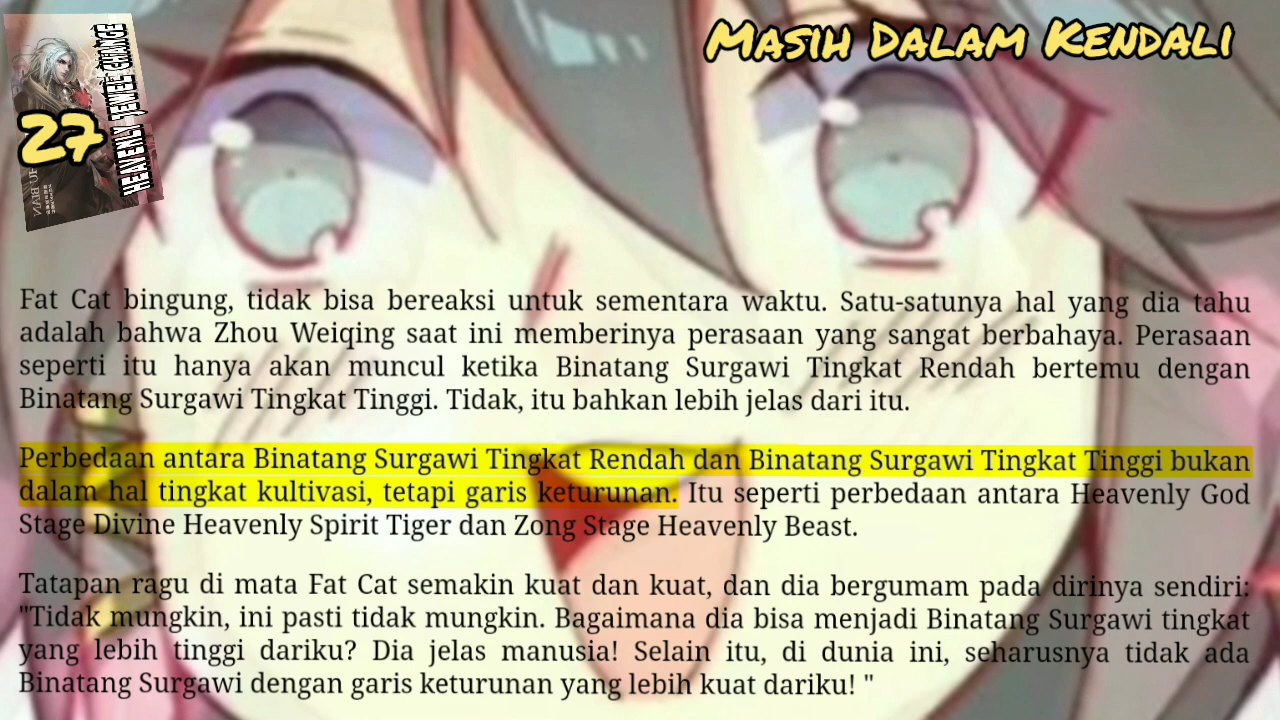 Masih Dalam Kendali
27
HEAVENLY JEWEL CHANGE
Fat Cat bingung, tidak bisa bereaksi untuk sementara waktu. Satu-satunya hal yang dia tahu
adalah bahwa Zhou Weiqing saat ini memberinya perasaan yang sangat berbahaya. Perasaan
seperti itu hanya akan muncul ketika Binatang Surgawi Tingkat Rendah bertemu dengan
Binatang Surgawi Tingkat Tinggi. Tidak, itu bahkan lebih jelas dari itu.
Perbedaan antara Binatang Surgawi Tingkat Rendah dan Binatang Surgawi Tingkat Tinggi bukan
dalam hal tingkat kultivasi, tetapi garis keturunan. Itu seperti perbedaan antara Heavenly God
Stage Divine Heavenly Spirit Tiger dan Zong Stage Heavenly Beast.
Tatapan ragu di mata Fat Cat semakin kuat dan kuat, dan dia bergumam pada dirinya sendiri:
"Tidak mungkin, ini pasti tidak mungkin. Bagaimana dia bisa menjadi Binatang Surgawi tingkat
yang lebih tinggi dariku? Dia jelas manusia! Selain itu, di dunia ini, seharusnya tidak ada
Binatang Surgawi dengan garis keturunan yang lebih kuat dariku! "